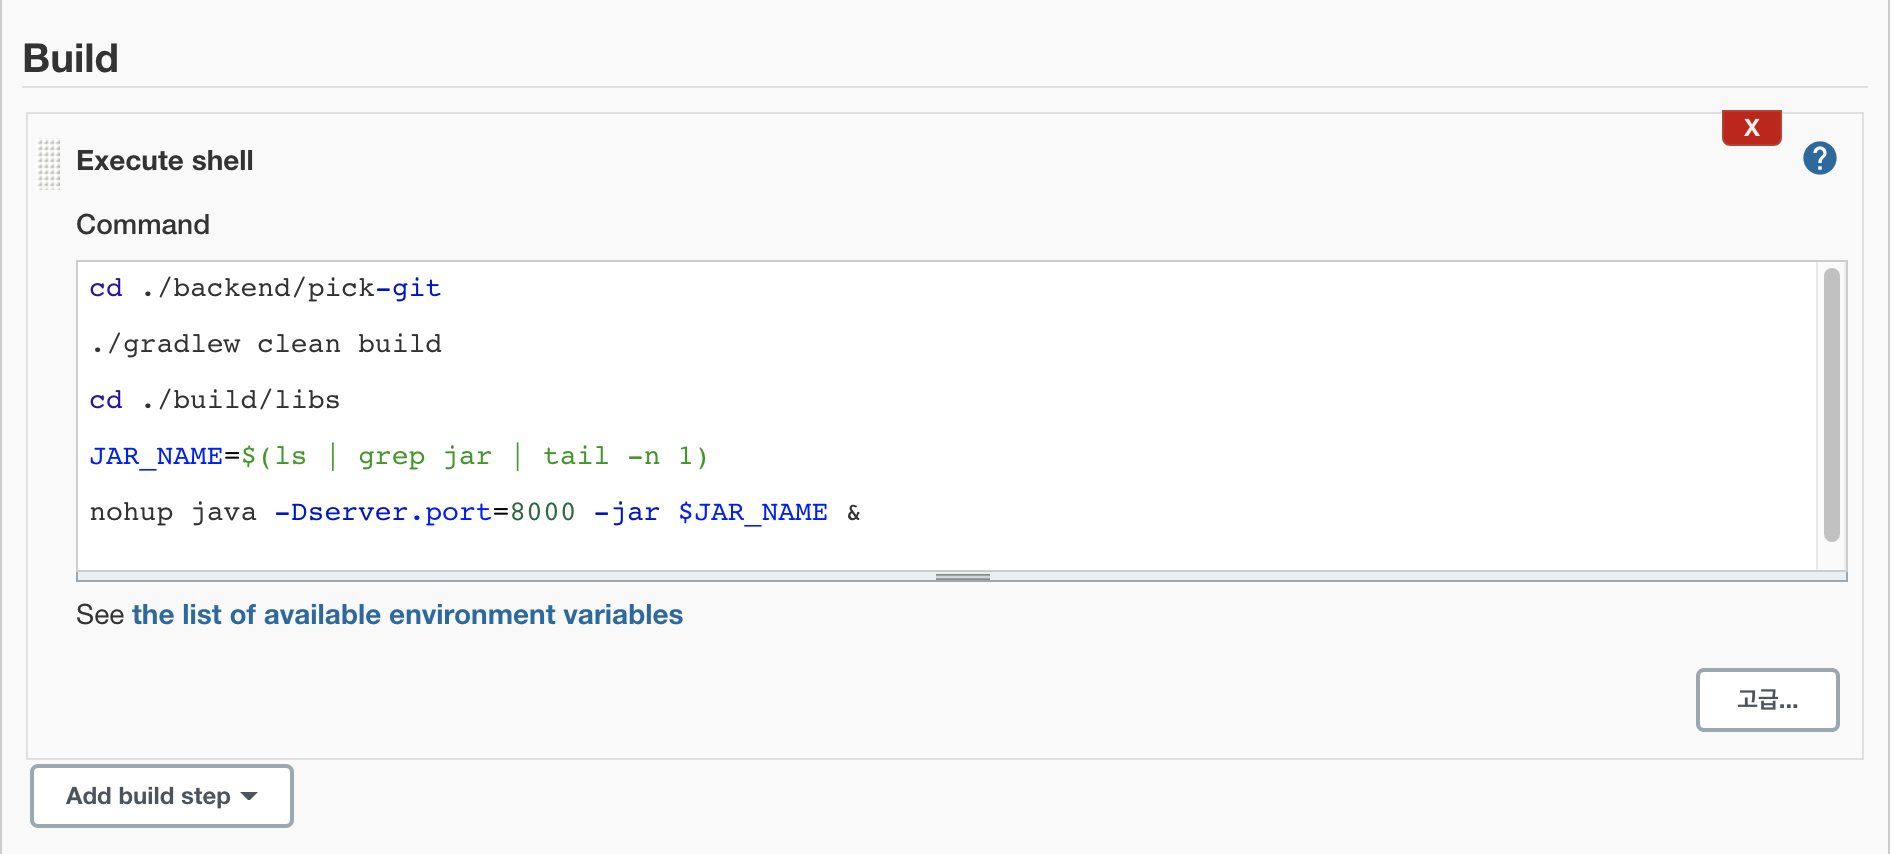 Build
X
Execute shell
?
Command
cd ./backend/pick-git
./gradlew clean build
cd ./build/libs
JAR_NAME=$(ls | grep jar | tail -n 1)
nohup java -Dserver.port=8000 -jar $JAR_NAME &
See the list of available environment variables
고급...
Add build step